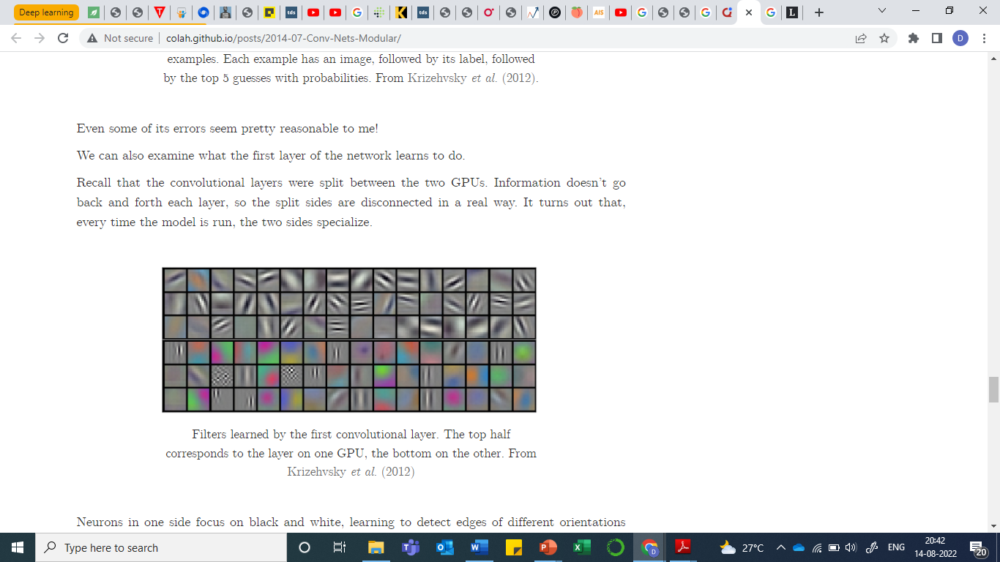 Deep learning
tds
K
tds
AIS
L
Not secure
colah.github.io/posts/2014-07-Conv-Nets-Modular/
D
examples. Each example has an image, followed by its label, followed
by the top 5 guesses with probabilities. From Krizehvsky et al. (2012).
Even some of its errors seem pretty reasonable to me!
We can also examine what the first layer of the network learns to do.
Recall that the convolutional layers were split between the two GPUs. Information doesn't go
back and forth each layer, so the split sides are disconnected in a real way. It turns out that,
every time the model is run, the two sides specialize.
Filters learned by the first convolutional layer. The top half
corresponds to the layer on one GPU, the bottom on the other. From
Krizehvsky et al. (2012)
Neurons in one side focus on black and white, learning to detect edges of different orientations
Type here to search
27°C
ENG
20:42
14-08-2022
20